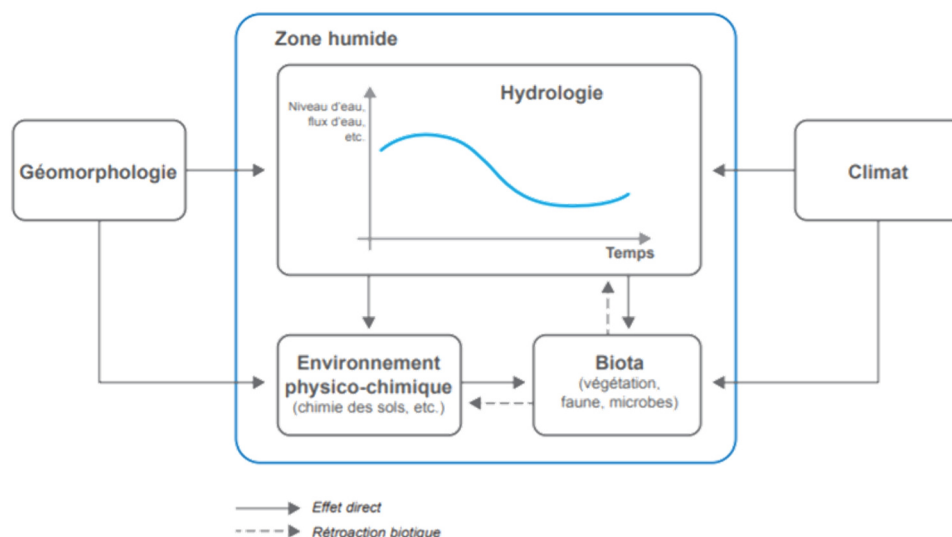 Zone humide
Hydrologie
Niveau d'eau,
flux d'eau,
etc.
Temps
Géomorphologie
Climat
Environnement
physico-chimique
(chimie des sols, etc.)
Biota
(végétation,
faune, microbes)
Effet direct
Rétroaction biotique